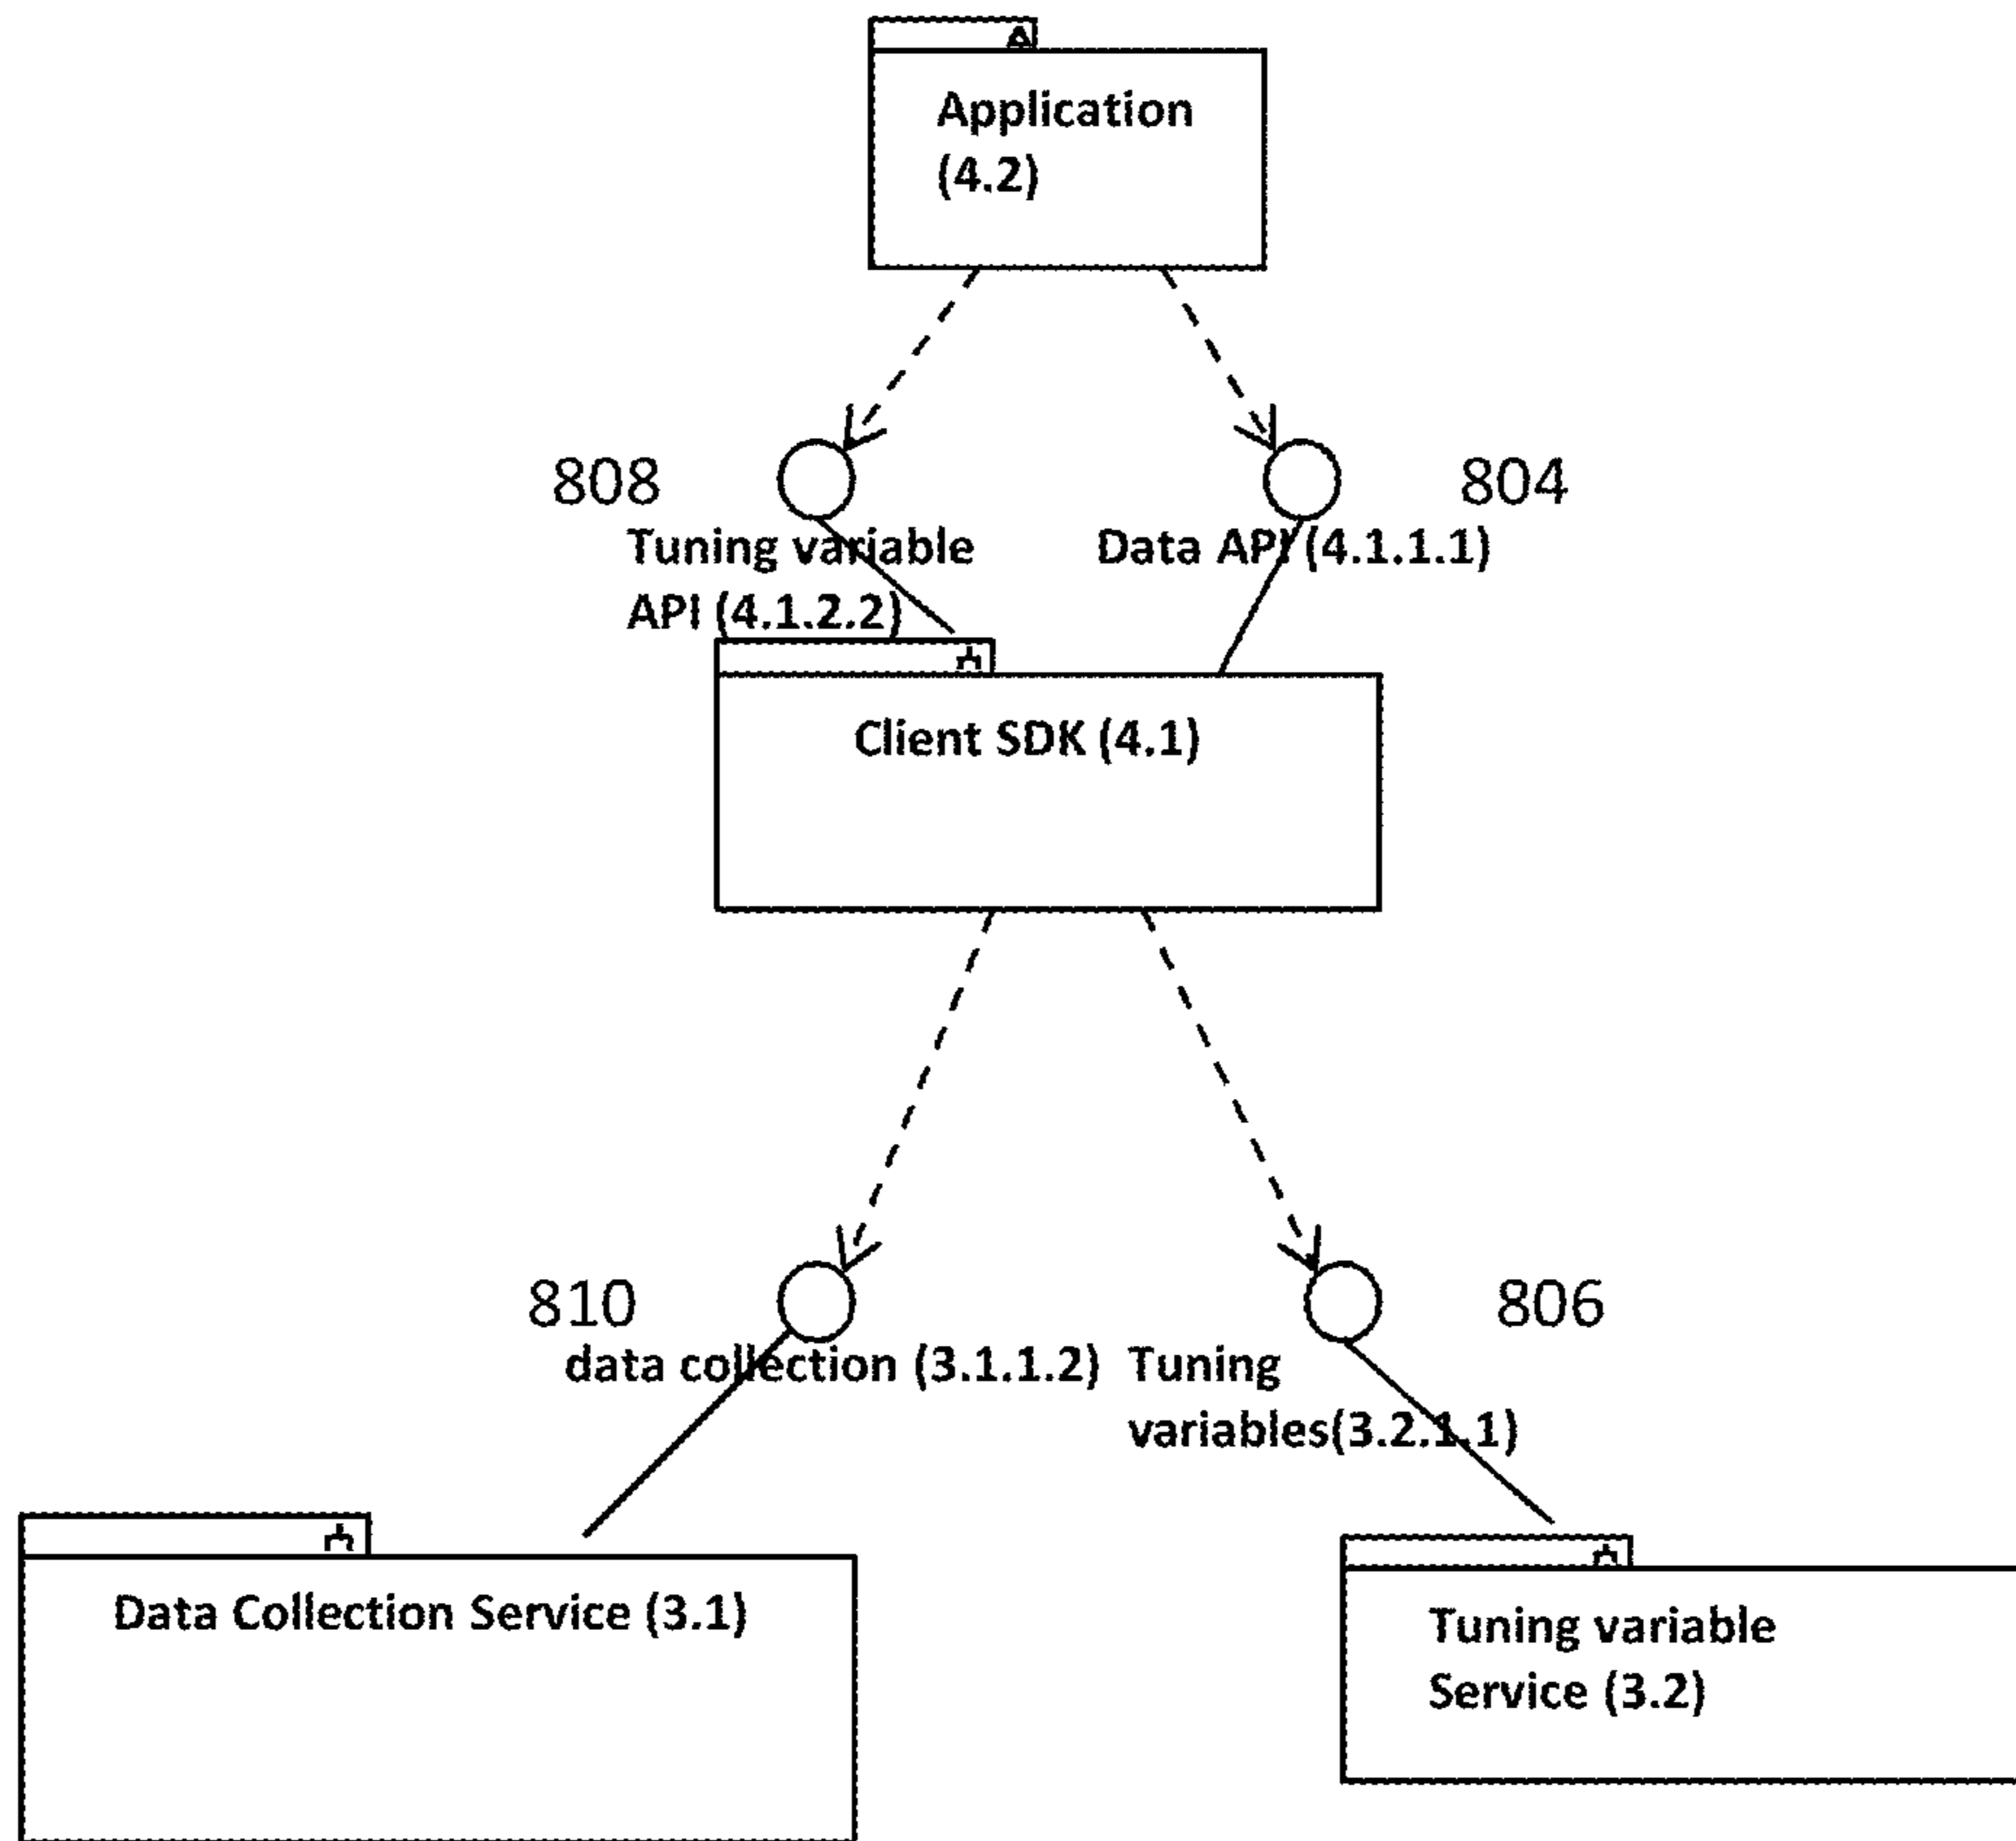 Application
(4.2)
808
804
Tuning variable
API (4.1.2.2)
Data API (4.1.1.1)
Client SDK (4.1)
810
806
data collection (3.1.1.2)
Tuning
variables(3.2.1.1)
Data Collection Service (3.1)
Tuning variable
Service (3.2)